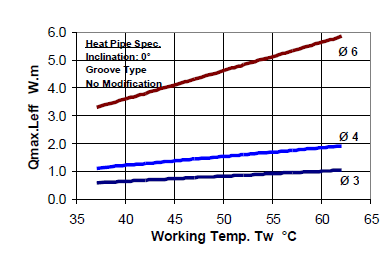 6.0
5.0
4.0
3.0
2.0
1.0
0.0
Qmax.Leff W.m
Heat Pipe Spec.
Inclination: 0°
Groove Type
No Modification
Ø 6
Ø 4
Ø 3
35 40 45 50 55 60 65
Working Temp. Tw °C